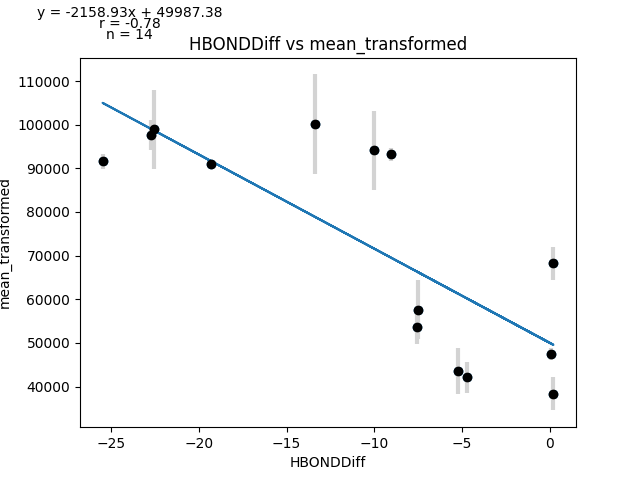 y = -2158.93x + 49987.38
r = -0.78
n = 14
HBONDDiff vs mean_transformed
mean_transformed
110000
100000
90000
80000
70000
60000
50000
40000
−25
−20
−15
−10
−5
0
HBONDDiff